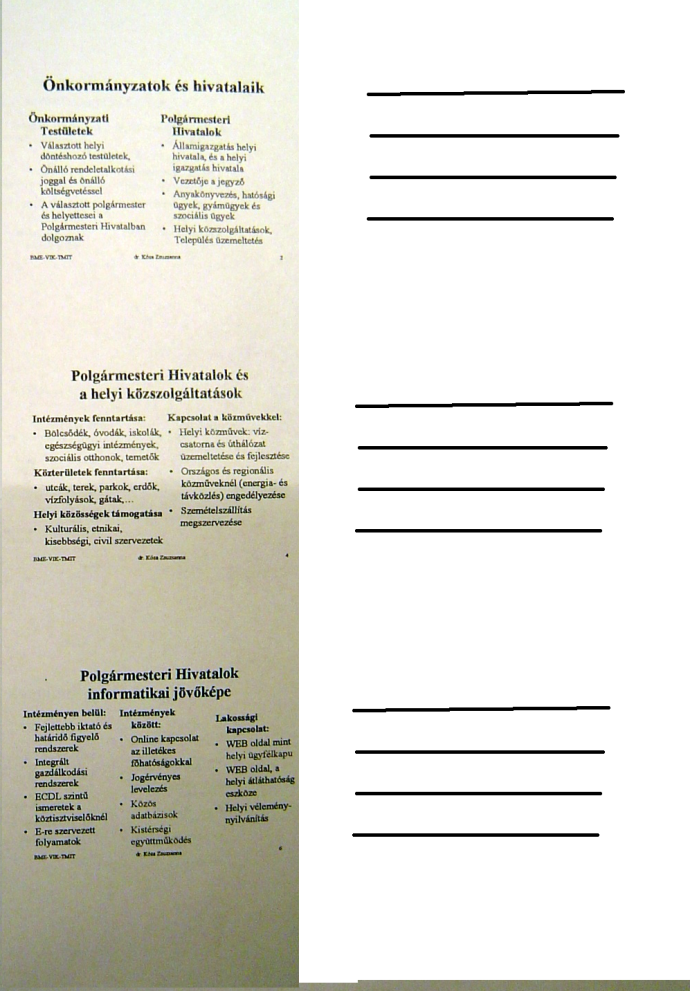 Önkormányzatok és hivatalaik
Önkormányzati
Testületek
• Választott helyi
döntéshozó testületek,
• Önálló rendeletalkotási
joggal és önálló
költségvetéssel
• A választott polgármester
és helyettesei a
Polgármesteri Hivatalban
dolgoznak
Polgármesteri
Hivatalok
• Államigazgatás helyi
hivatala, és a helyi
igazgatás hivatala
• Vezetője a jegyző
• Anyakönyvezés, hatósági
ügyek, gyámügyek és
szociális ügyek
• Helyi közszolgáltatások,
Település üzemeltetés
BME-VIK-TMIT
dr. Kósa Zsuzsanna
2
Polgármesteri Hivatalok és
a helyi közszolgáltatások
Intézmények fenntartása:
• Bölcsődék, óvodák, iskolák,
egészségügyi intézmények,
szociális otthonok, temetők
Közterületek fenntartása:
• utcák, terek, parkok, erdők,
vízfolyások, gátak,…
Helyi közösségek támogatása
• Kulturális, etnikai,
kisebbségi, civil szervezetek
Kapcsolat a közművekkel:
• Helyi közművek: víz-
csatorna és úthálózat
üzemeltetése és fejlesztése
• Országos és regionális
közműveknél (energia- és
távközlés) engedélyezése
• Szemétszállítás
megszervezése
BME-VIK-TMIT
dr. Kósa Zsuzsanna
4
Polgármesteri Hivatalok
informatikai jövőképe
Intézményen belül:
• Fejlettebb iktató és
határidő figyelő
rendszerek
• Integrált
gazdálkodási
rendszerek
• ECDL szintű
ismeretek a
köztisztviselőknél
• E-re szervezett
folyamatok
Intézmények
között:
• Online kapcsolat
az illetékes
főhatóságokkal
• Jogérvényes
levelezés
• Közös
adatbázisok
• Kistérségi
együttműködés
Lakossági
kapcsolat:
• WEB oldal mint
helyi ügyfélkapu
• WEB oldal, a
helyi átláthatóság
eszköze
• Helyi vélemény-
nyilvánítás
BME-VIK-TMIT
dr. Kósa Zsuzsanna
6